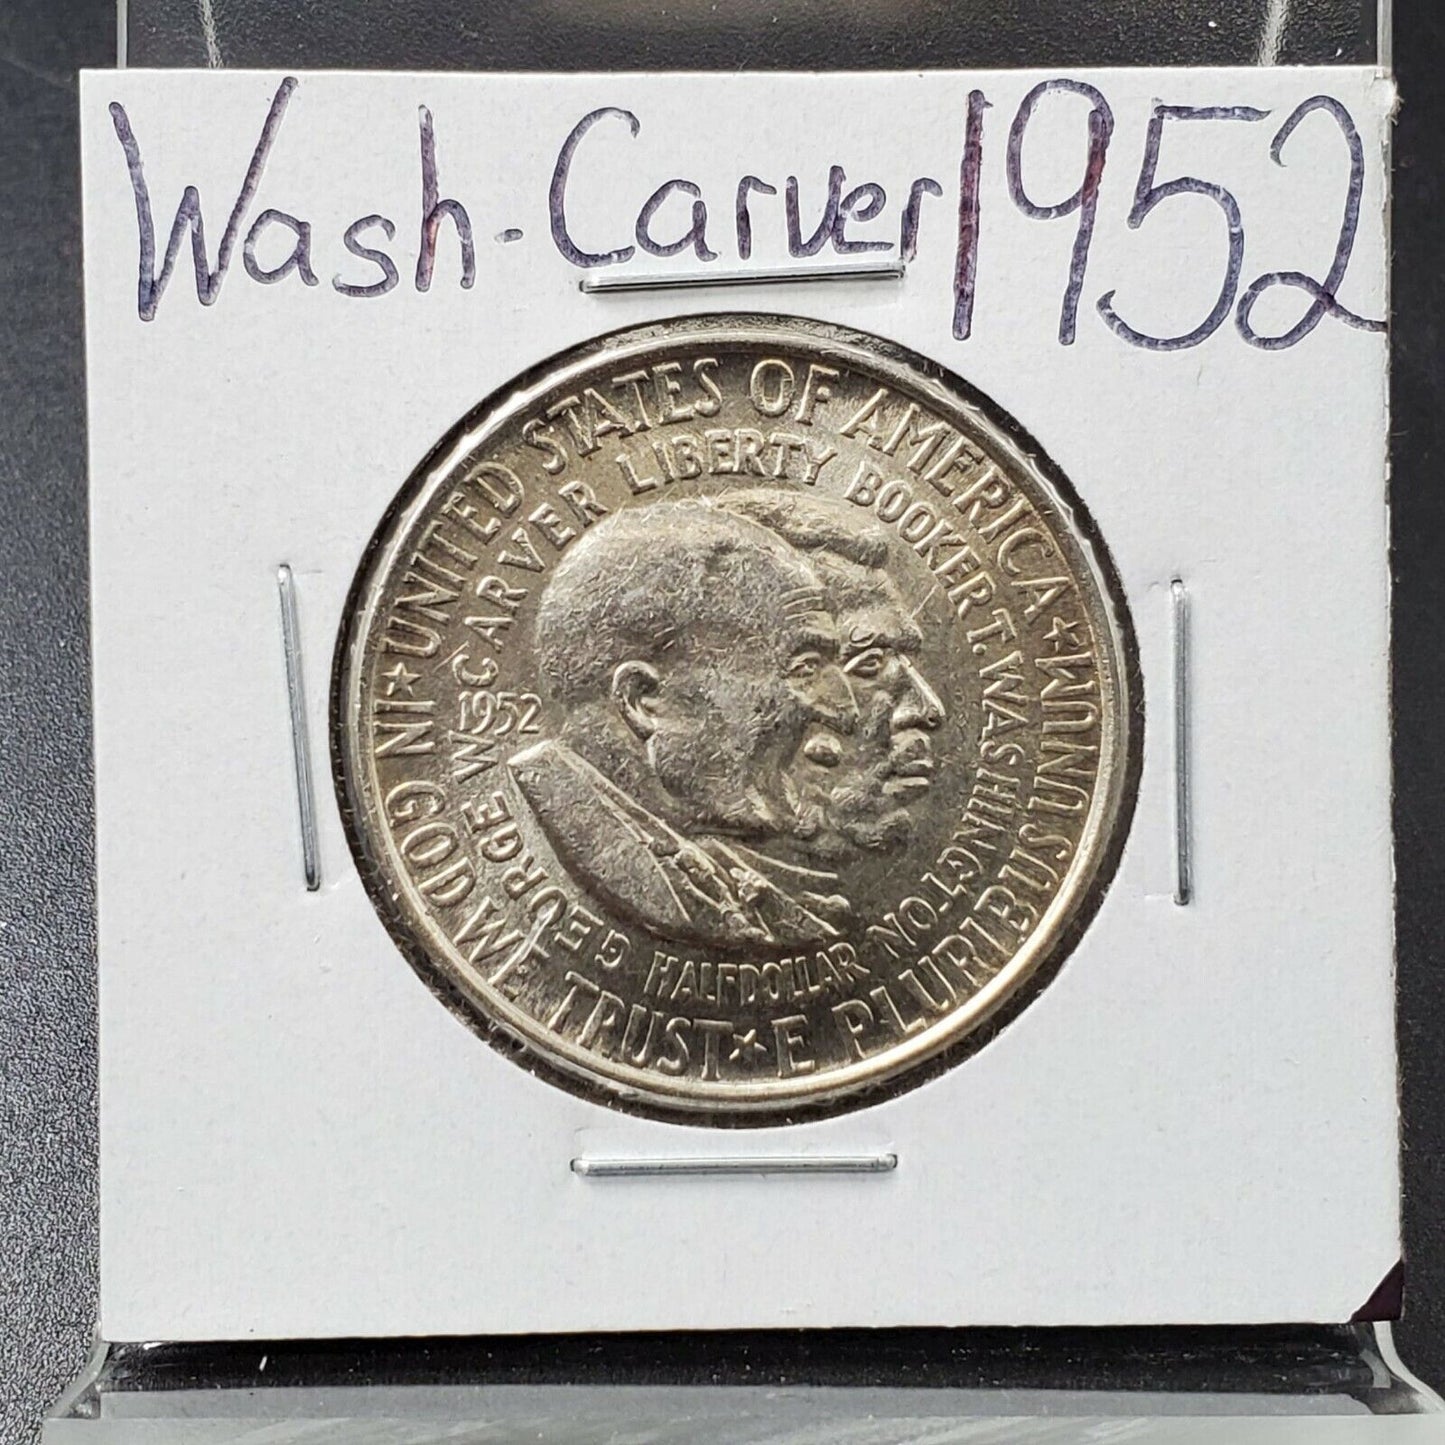 Wash-Carver 1952
UNITED STATES OF AMERICA ★ E PLURIBUS UNUM ★ IN GOD WE TRUST ★
GEORGE W. CARVER LIBERTY BOOKER T. WASHINGTON
1952
HALF DOLLAR